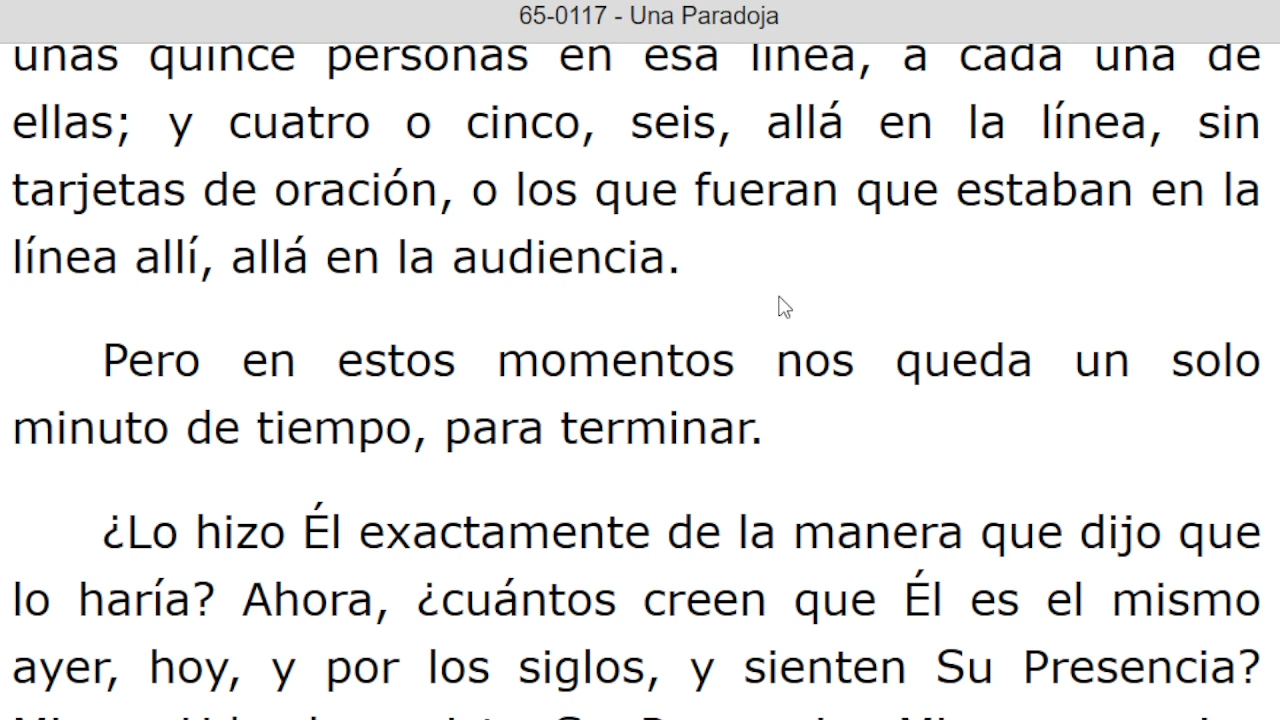 65-0117 - Una Paradoja
unas quince personas en esa línea, a cada una de
ellas; y cuatro o cinco, seis, allá en la línea, sin
tarjetas de oración, o los que fueran que estaban en la
línea allí, allá en la audiencia.
Pero en estos momentos nos queda un solo
minuto de tiempo, para terminar.
¿Lo hizo Él exactamente de la manera que dijo que
lo haría? Ahora, ¿cuántos creen que Él es el mismo
ayer, hoy, y por los siglos, y sienten Su Presencia?